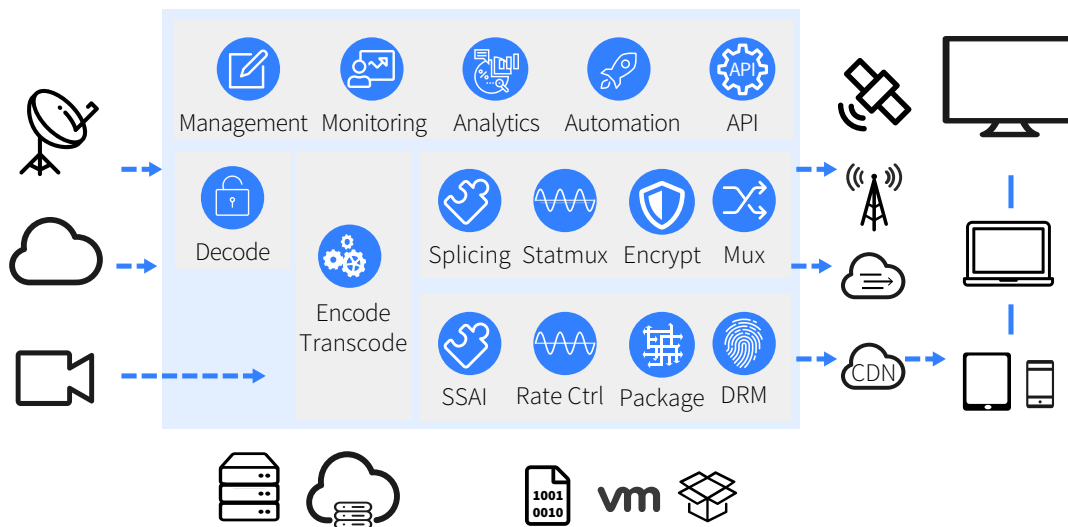 API
Management
Monitoring
Analytics
Automation
API
Decode
Encode
Transcode
Splicing
Statmux
Encrypt
Mux
SSAI
Rate Ctrl
Package
DRM
CDN
1001
0010
vm